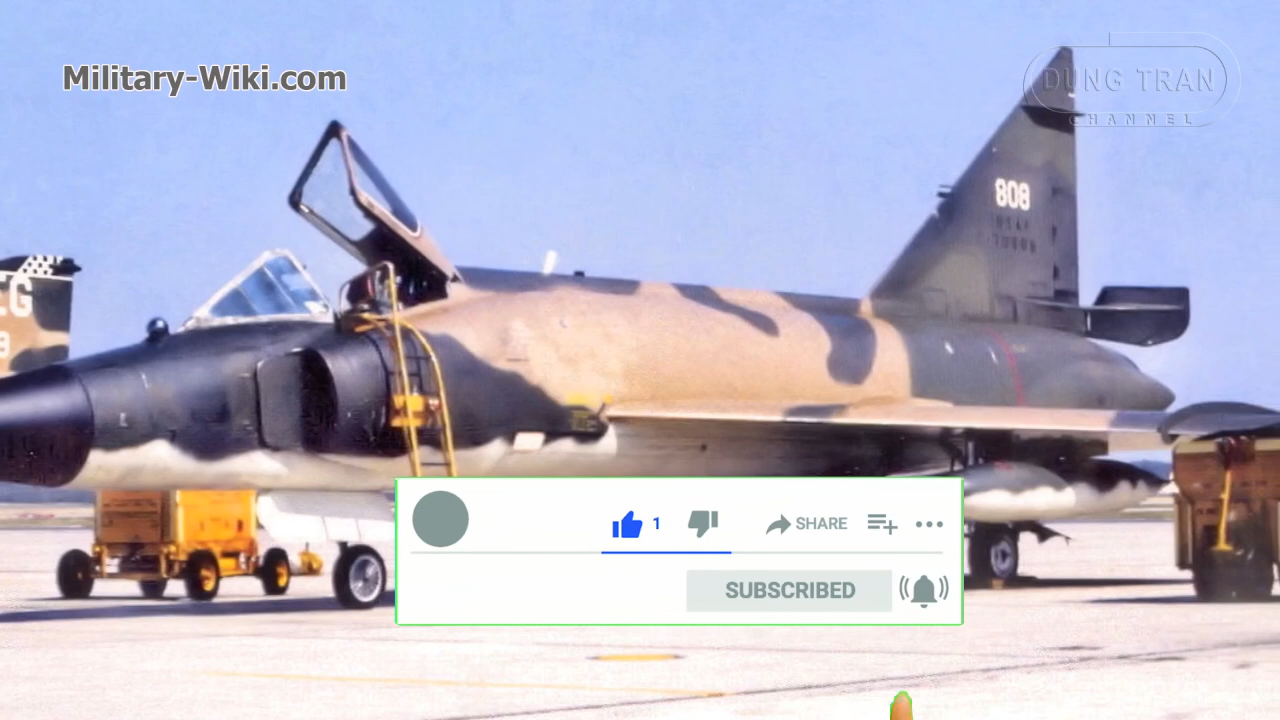 Military-Wiki.com
DUNG TRAN
CHANNEL
808
USAF
G
1
SHARE
SUBSCRIBED